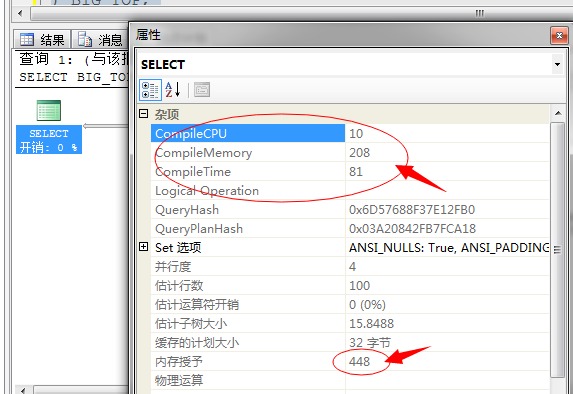 ) BIG_TOP,
结果 消息
查询 1: (与该批
SELECT BIG_TOP
SELECT
开销: 0 %
属性
SELECT
杂项
CompileCPU 10
CompileMemory 208
CompileTime 81
Logical Operation
QueryHash 0x6D57688F37E12FB0
QueryPlanHash 0x03A20842FB7FCA18
Set 选项 ANSI_NULLS: True, ANSI_PADDING
并行度 4
估计行数 100
估计运算符开销 0 (0%)
估计子树大小 15.8488
缓存的计划大小 32 字节
内存授予 448
物理运算